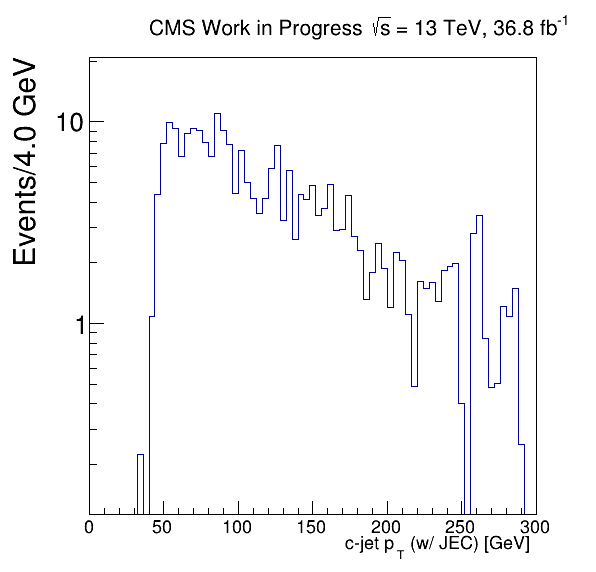 CMS Work in Progress √s = 13 TeV, 36.8 fb⁻¹
Events/4.0 GeV
10
1
0 50 100 150 200 250 300
c-jet p_T (w/ JEC) [GeV]